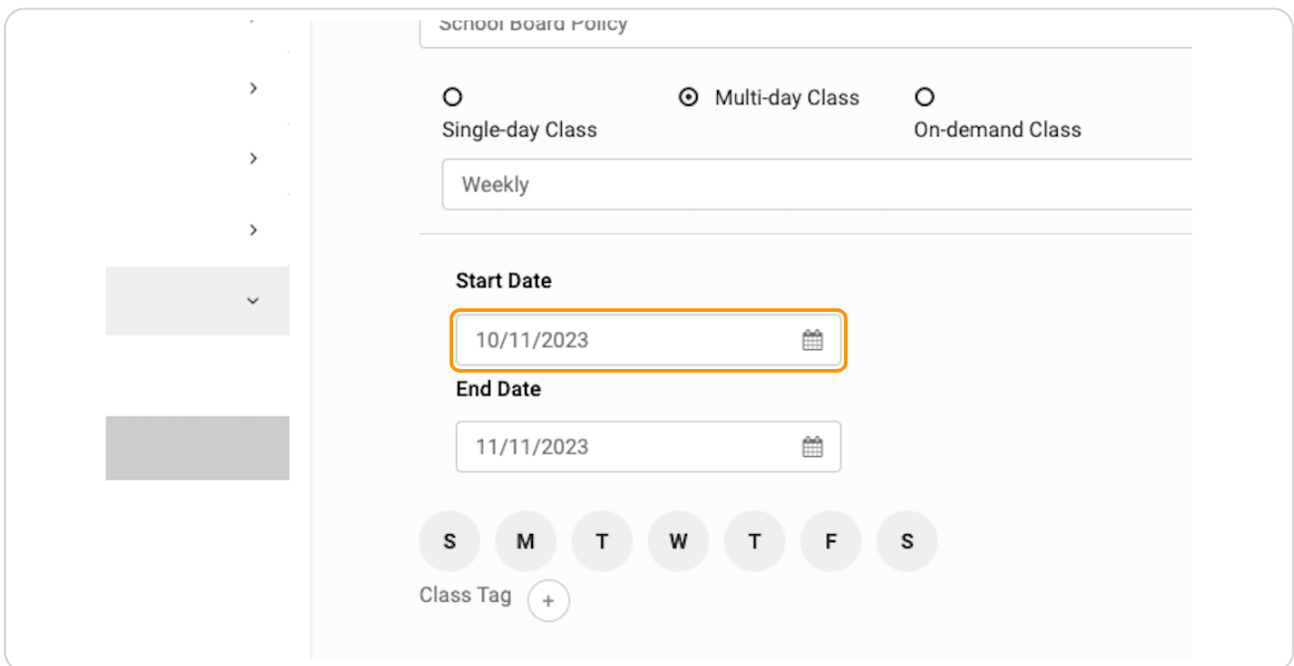 School Board Policy
Multi-day Class
Single-day Class
On-demand Class
Weekly
Start Date
10/11/2023
End Date
11/11/2023
S M T W T F S
Class Tag +